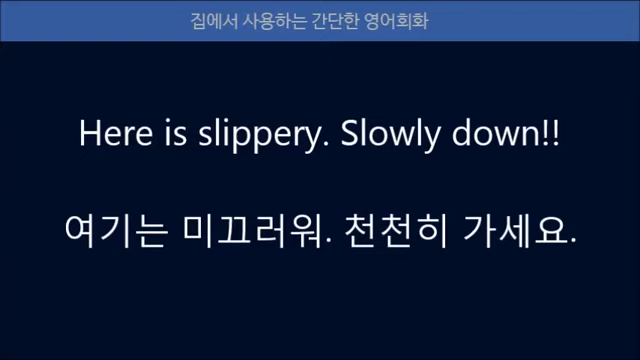 집에서 사용하는 간단한 영어회화
Here is slippery. Slowly down!!
여기는 미끄러워. 천천히 가세요.